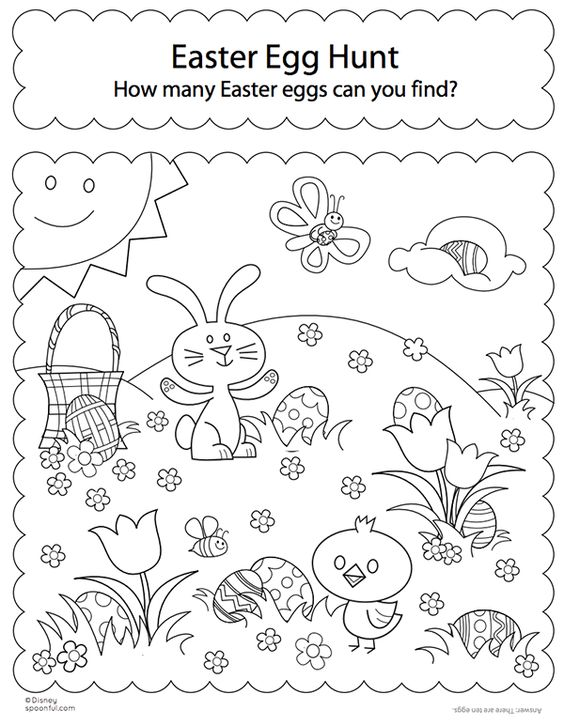 Easter Egg Hunt
How many Easter eggs can you find?
©Disney
spoonful.com
Answer: There are ten eggs.